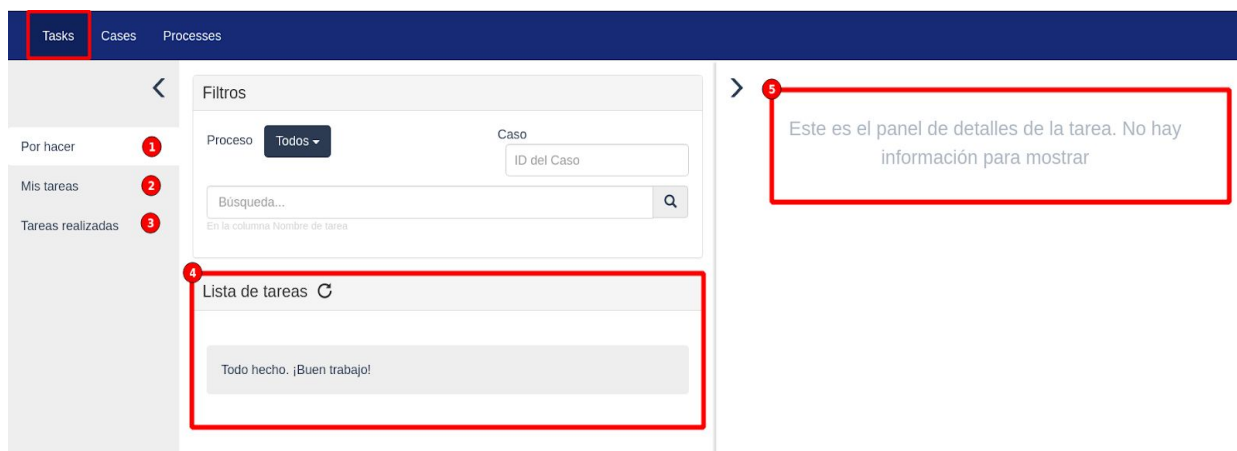 Tasks Cases Processes
Filtros
Proceso Todos
Caso
ID del Caso
Búsqueda...
En la columna Nombre de tarea
Por hacer 1
Mis tareas 2
Tareas realizadas 3
4
Lista de tareas
Todo hecho. ¡Buen trabajo!
5
Este es el panel de detalles de la tarea. No hay
información para mostrar